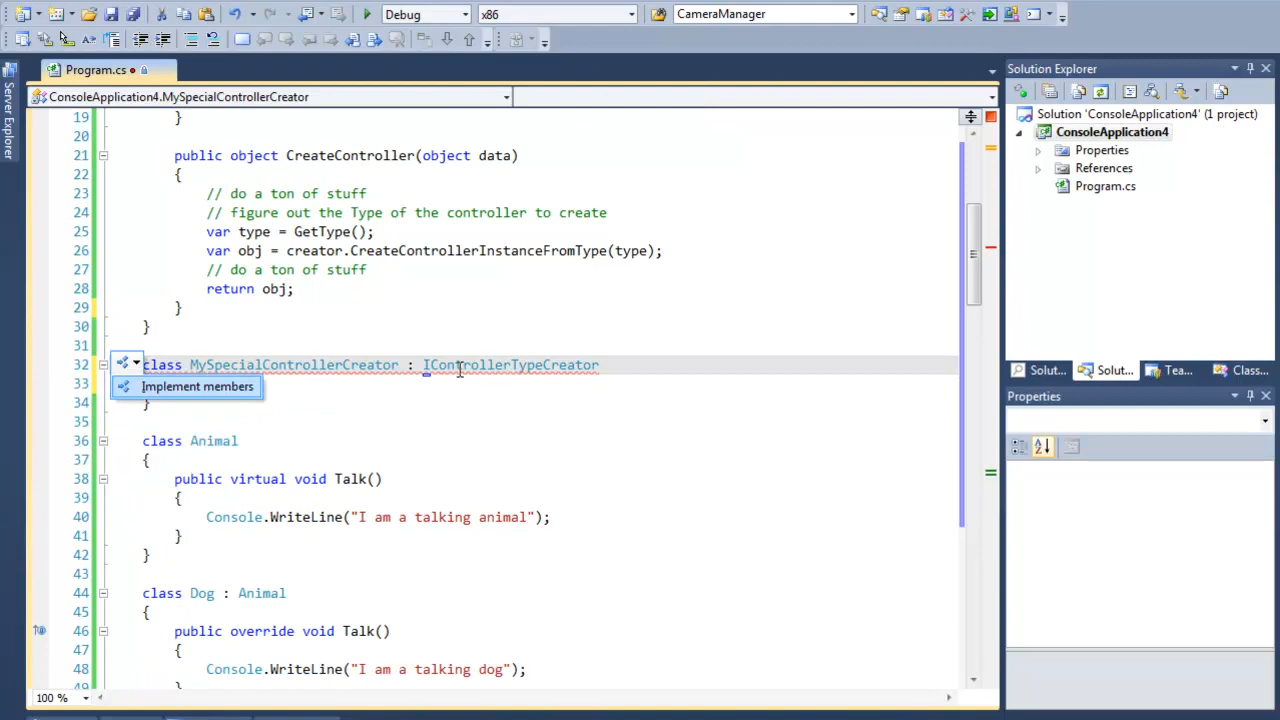 Debug
x86
CameraManager
Program.cs
Server Explorer
ConsoleApplication4.MySpecialControllerCreator
19 }
20
21 public object CreateController(object data)
22 {
23 // do a ton of stuff
24 // figure out the Type of the controller to create
25 var type = GetType();
26 var obj = creator.CreateControllerInstanceFromType(type);
27 // do a ton of stuff
28 return obj;
29 }
30 }
31
32 class MySpecialControllerCreator : IControllerTypeCreator
33 Implement members
34 }
35
36 class Animal
37 {
38 public virtual void Talk()
39 {
40 Console.WriteLine("I am a talking animal");
41 }
42 }
43
44 class Dog : Animal
45 {
46 public override void Talk()
47 {
48 Console.WriteLine("I am a talking dog");
49 }
100 %
Solution Explorer
Solution 'ConsoleApplication4' (1 project)
ConsoleApplication4
Properties
References
Program.cs
Solut...
Solut...
Tea...
Class...
Properties